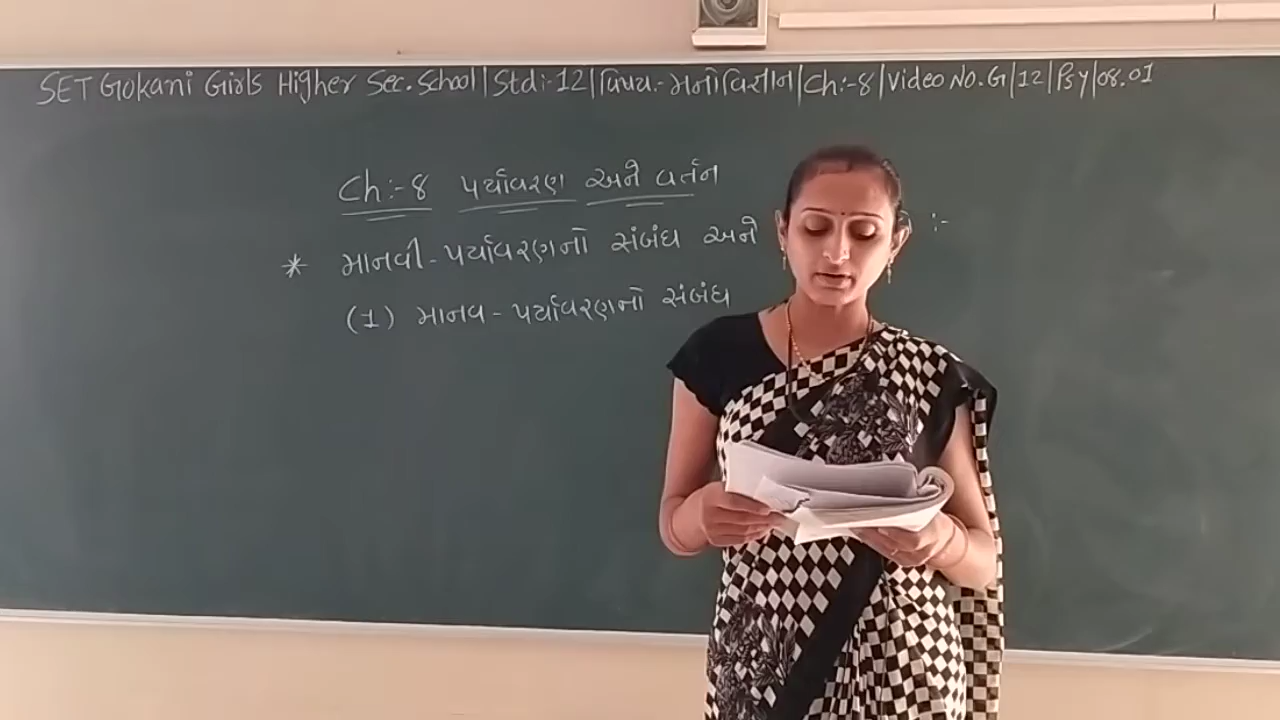 SET Gokani Girls Higher Sec. School | Std:-12 | વિષય:- મનોવિજ્ઞાન | Ch:-8 | Video No. G|12|Psy|08.01
Ch:-8 પર્યાવરણ અને વર્તન
* માનવી-પર્યાવરણનો સંબંધ અને :-
(1) માનવ-પર્યાવરણનો સંબંધ